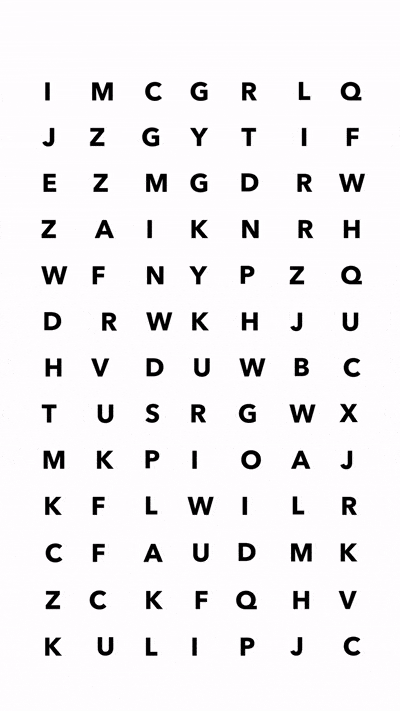 I M C G R L Q
J Z G Y T I F
E Z M G D R W
Z A I K N R H
W F N Y P Z Q
D R W K H J U
H V D U W B C
T U S R G W X
M K P I O A J
K F L W I L R
C F A U D M K
Z C K F Q H V
K U L I P J C